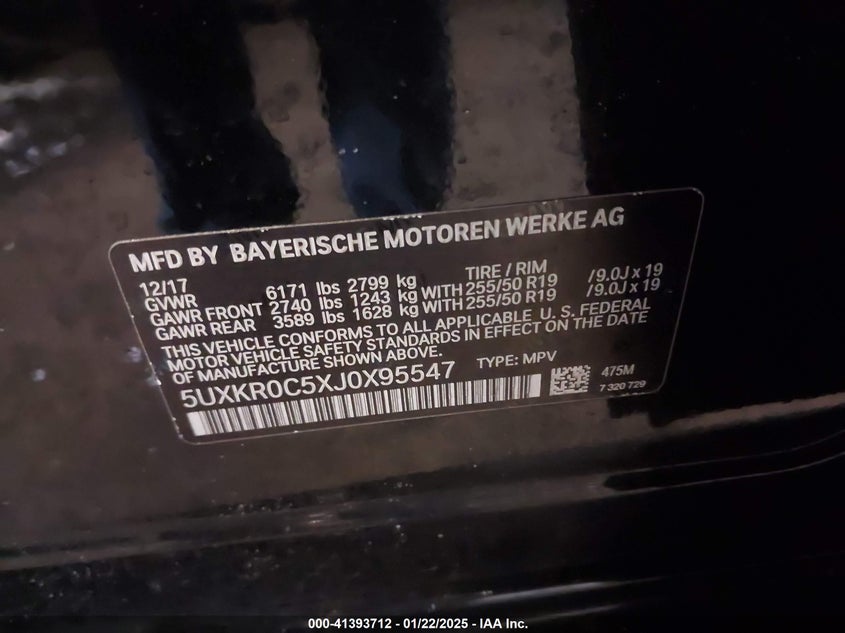 MFD BY BAYERISCHE MOTOREN WERKE AG
12/17 TIRE / RIM
GVWR 6171 lbs 2799 kg
GAWR FRONT 2740 lbs 1243 kg WITH 255/50 R19 /9.0J x 19
GAWR REAR 3589 lbs 1628 kg WITH 255/50 R19 /9.0J x 19
THIS VEHICLE CONFORMS TO ALL APPLICABLE U. S. FEDERAL
MOTOR VEHICLE SAFETY STANDARDS IN EFFECT ON THE DATE
OF MANUFACTURE SHOWN ABOVE.
5UXKR0C5XJ0X95547 TYPE: MPV 475M
7 320 729
000-41393712 - 01/22/2025 - IAA Inc.